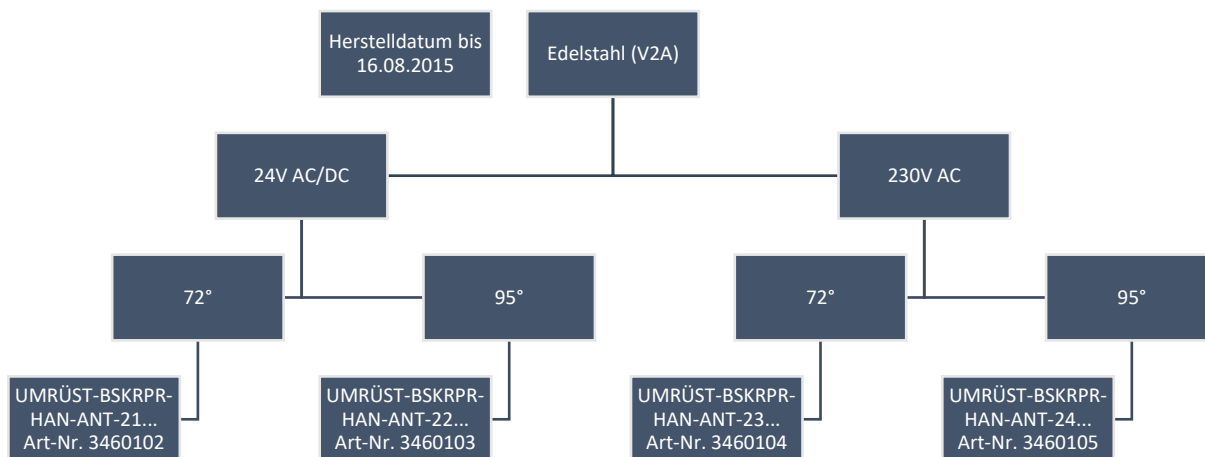 Herstelldatum bis
16.08.2015
Edelstahl (V2A)
24V AC/DC
230V AC
72°
95°
72°
95°
UMRÜST-BSKRPR-
HAN-ANT-21...
Art-Nr. 3460102
UMRÜST-BSKRPR-
HAN-ANT-22...
Art-Nr. 3460103
UMRÜST-BSKRPR-
HAN-ANT-23...
Art-Nr. 3460104
UMRÜST-BSKRPR-
HAN-ANT-24...
Art-Nr. 3460105